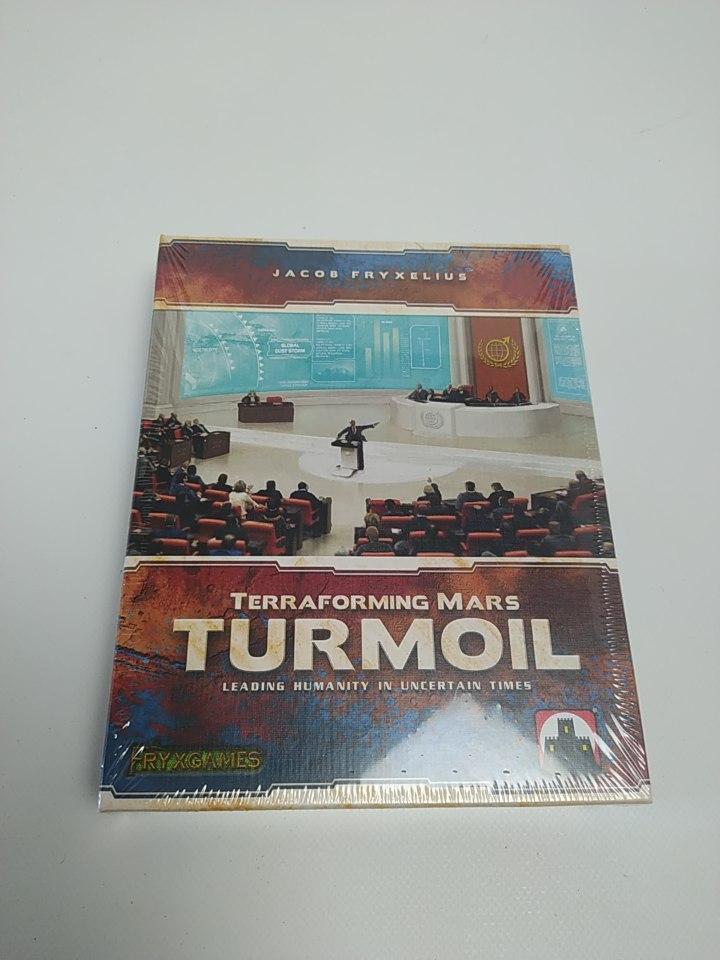 JACOB FRYXELIUS
GLOBAL
DUST STORM
TERRAFORMING MARS
TURMOIL
LEADING HUMANITY IN UNCERTAIN TIMES
FRYXGAMES